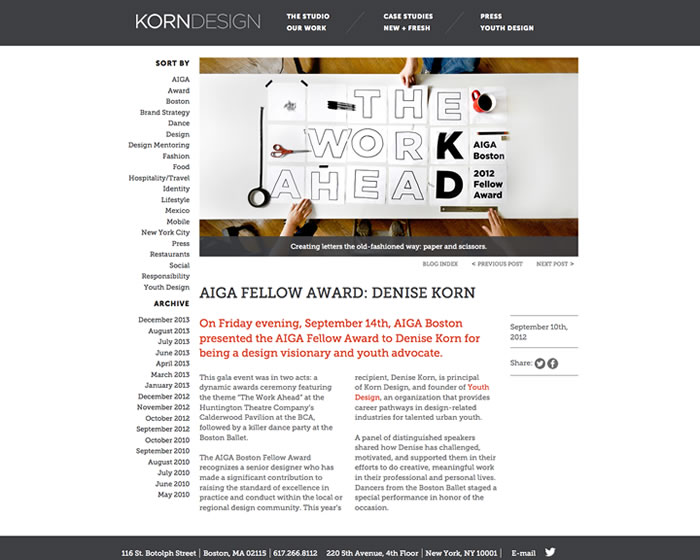 KORNDESIGN
THE STUDIO
OUR WORK
CASE STUDIES
NEW + FRESH
PRESS
YOUTH DESIGN
SORT BY
AIGA
Award
Boston
Brand Strategy
Dance
Design
Design Mentoring
Fashion
Food
Hospitality/Travel
Identity
Lifestyle
Mexico
Mobile
New York City
Press
Restaurants
Social
Responsibility
Youth Design
ARCHIVE
December 2013
August 2013
July 2013
June 2013
April 2013
March 2013
January 2013
December 2012
November 2012
October 2012
September 2012
October 2010
September 2010
August 2010
July 2010
June 2010
May 2010
THE
WORK
AHEAD
AIGA
Boston
2012
Fellow
Award
Creating letters the old-fashioned way: paper and scissors.
BLOG INDEX
< PREVIOUS POST
NEXT POST >
AIGA FELLOW AWARD: DENISE KORN
On Friday evening, September 14th, AIGA Boston
presented the AIGA Fellow Award to Denise Korn for
being a design visionary and youth advocate.
This gala event was in two acts: a
dynamic awards ceremony featuring
the theme "The Work Ahead" at the
Huntington Theatre Company's
Calderwood Pavilion at the BCA,
followed by a killer dance party at the
Boston Ballet.
The AIGA Boston Fellow Award
recognizes a senior designer who has
made a significant contribution to
raising the standard of excellence in
practice and conduct within the local or
regional design community. This year's
recipient, Denise Korn, is principal
of Korn Design, and founder of Youth
Design, an organization that provides
career pathways in design-related
industries for talented urban youth.
A panel of distinguished speakers
shared how Denise has challenged,
motivated, and supported them in their
efforts to do creative, meaningful work
in their professional and personal lives.
Dancers from the Boston Ballet staged a
special performance in honor of the
occasion.
September 10th,
2012
Share:
116 St. Botolph Street | Boston, MA 02115 | 617.266.8112 220 5th Avenue, 4th Floor | New York, NY 10001 | E-mail